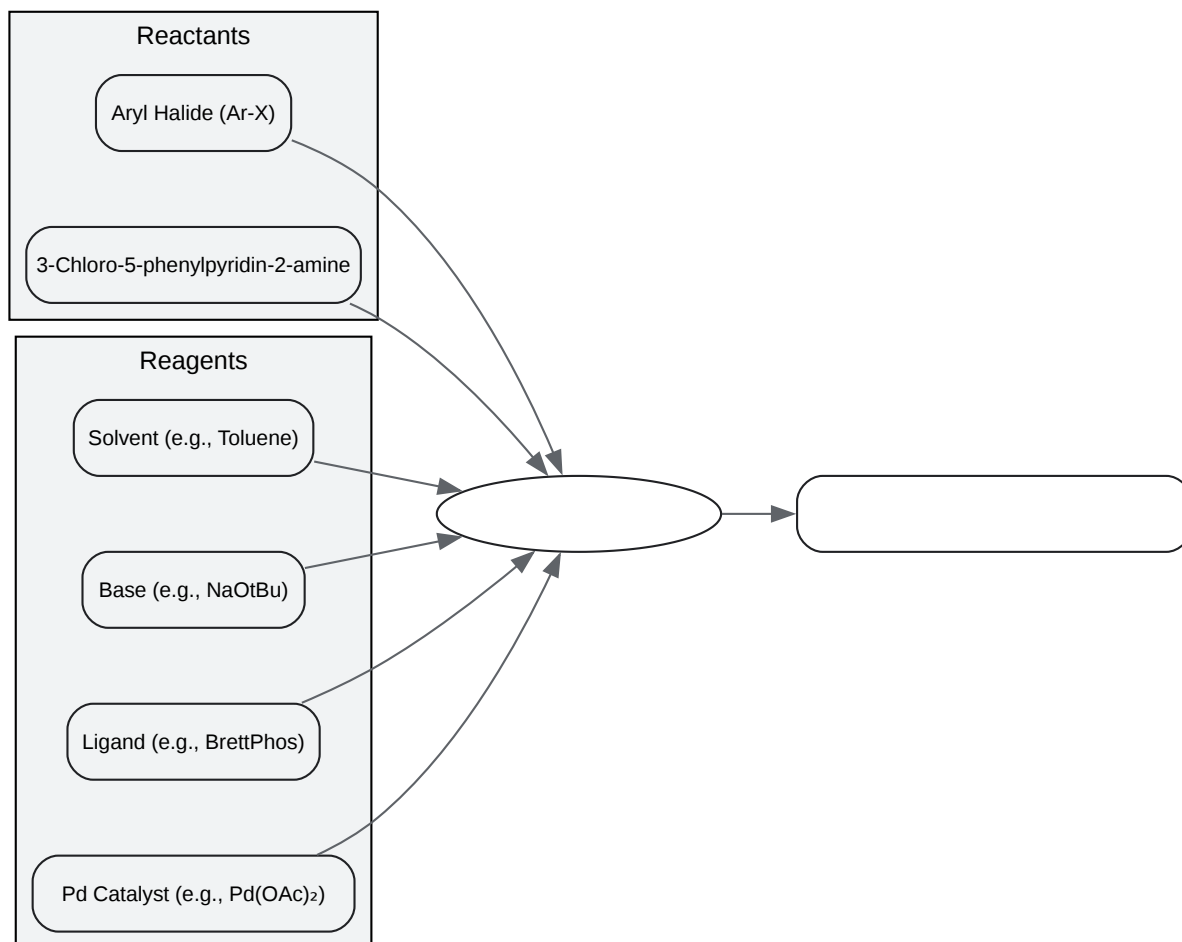 Reactants
Aryl Halide (Ar-X)
3-Chloro-5-phenylpyridin-2-amine
Reagents
Solvent (e.g., Toluene)
Base (e.g., NaOtBu)
Ligand (e.g., BrettPhos)
Pd Catalyst (e.g., Pd(OAc)₂)